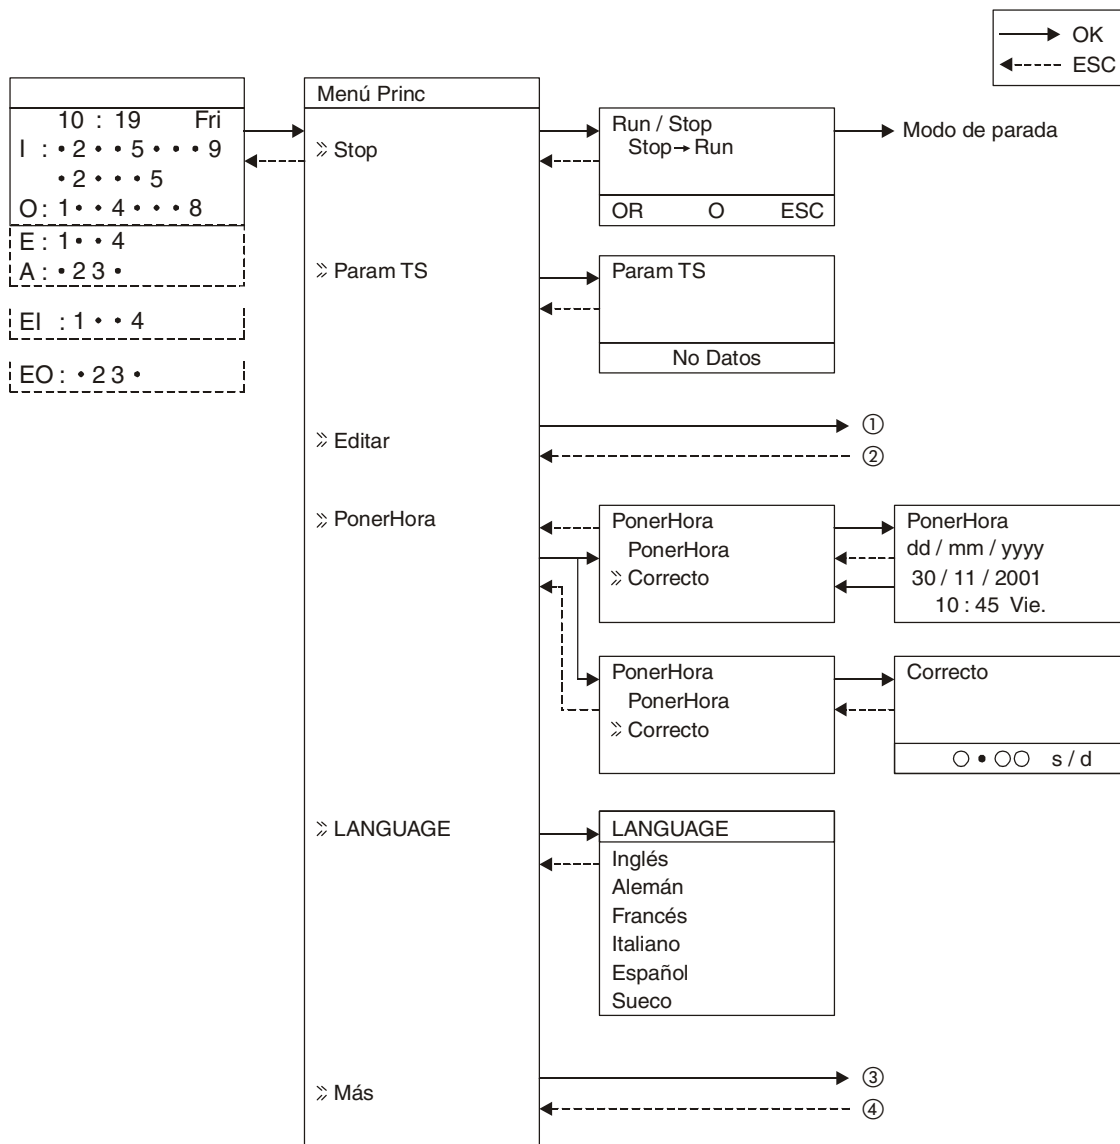 OK
ESC
10 : 19 Fri
I : • 2 • • 5 • • • 9
• 2 • • • 5
O : 1 • • 4 • • • 8
E : 1 • • 4
A : • 2 3 •
EI : 1 • • 4
EO : • 2 3 •
Menú Princ
» Stop
Run / Stop
Stop → Run
OR O ESC
Modo de parada
» Param TS
Param TS
No Datos
» Editar
①
②
» PonerHora
PonerHora
PonerHora
» Correcto
PonerHora
dd / mm / yyyy
30 / 11 / 2001
10 : 45 Vie.
PonerHora
PonerHora
» Correcto
Correcto
○ • ○○ s / d
» LANGUAGE
LANGUAGE
Inglés
Alemán
Francés
Italiano
Español
Sueco
» Más
③
④